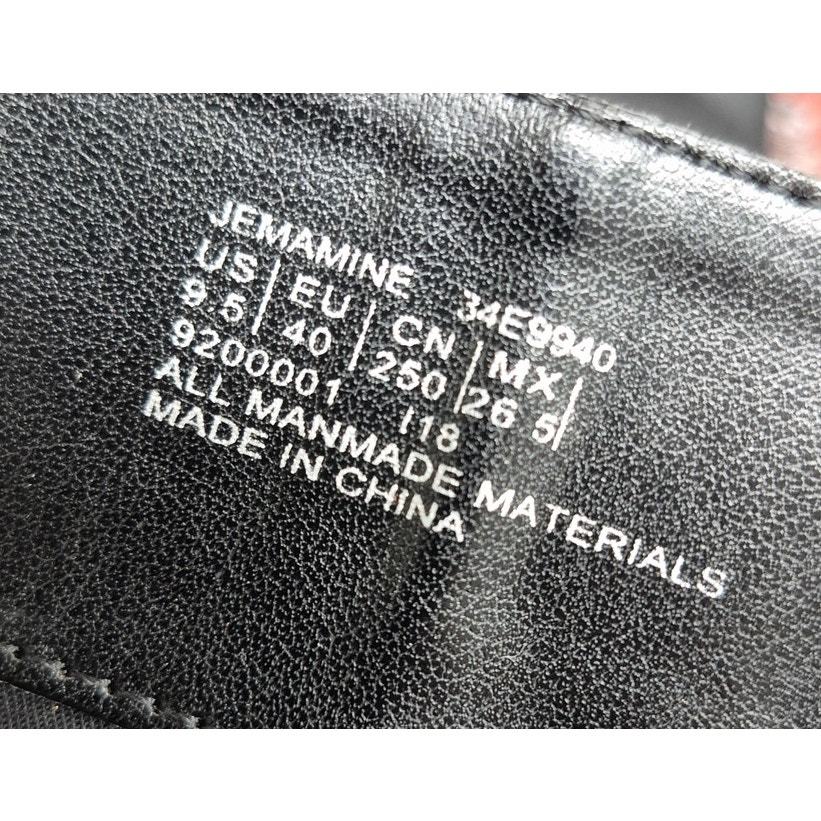 JEMAMINE 34E9940
US| EU | CN | MX |
9.5| 40 | 250 |26 5|
9200001 I18
ALL MANMADE MATERIALS
MADE IN CHINA